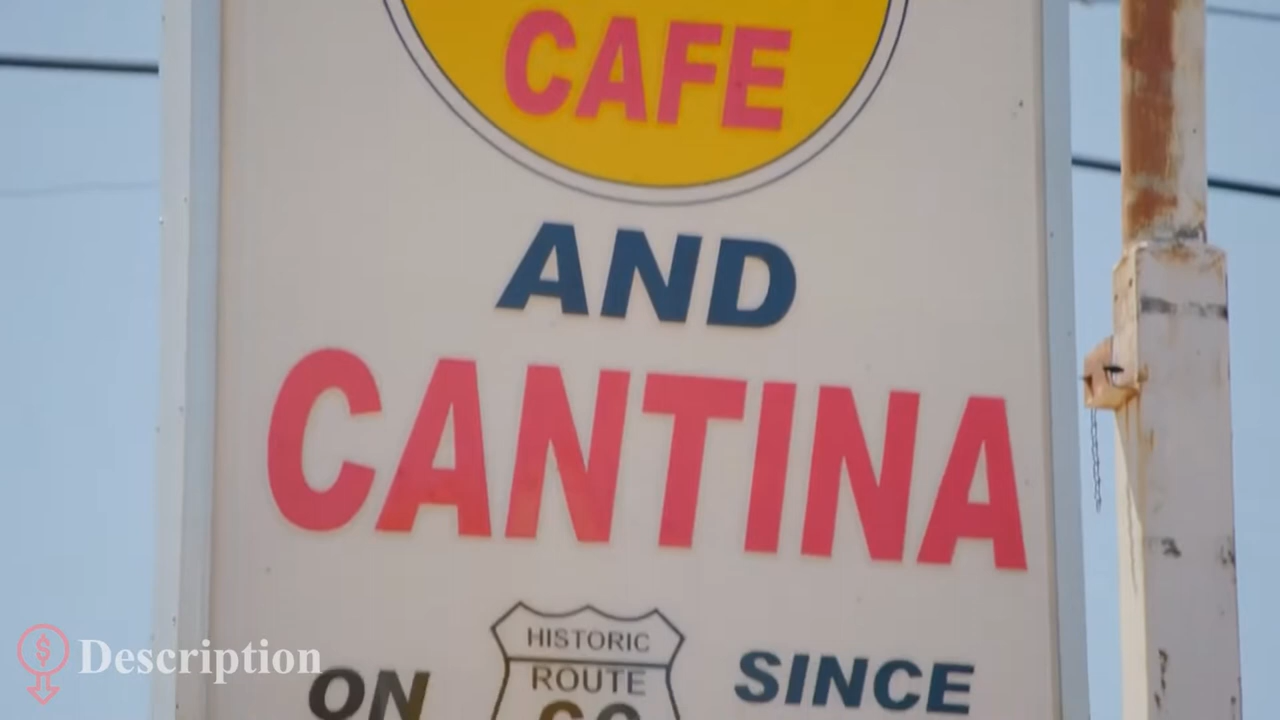 CAFE
AND
CANTINA
HISTORIC
ON ROUTE SINCE
Description